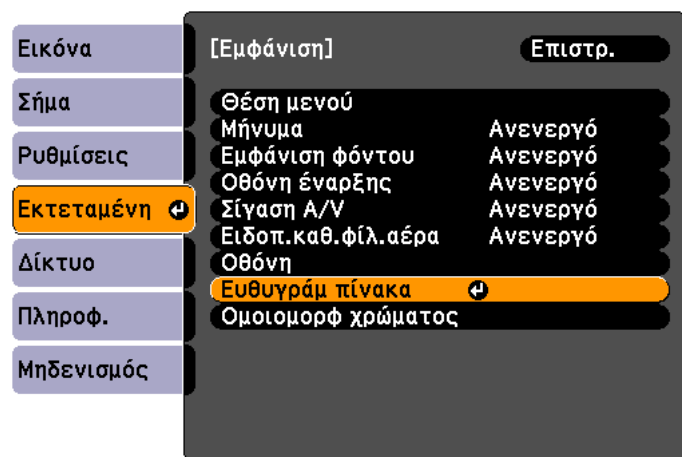 Εικόνα
Σήμα
Ρυθμίσεις
Εκτεταμένη
Δίκτυο
Πληροφ.
Μηδενισμός
[Εμφάνιση] Επιστρ.
Θέση μενού
Μήνυμα Ανενεργό
Εμφάνιση φόντου Ανενεργό
Οθόνη έναρξης Ανενεργό
Σίγαση A/V Ανενεργό
Ειδοπ.καθ.φίλ.αέρα Ανενεργό
Οθόνη
Ευθυγράμ πίνακα
Ομοιομορφ χρώματος